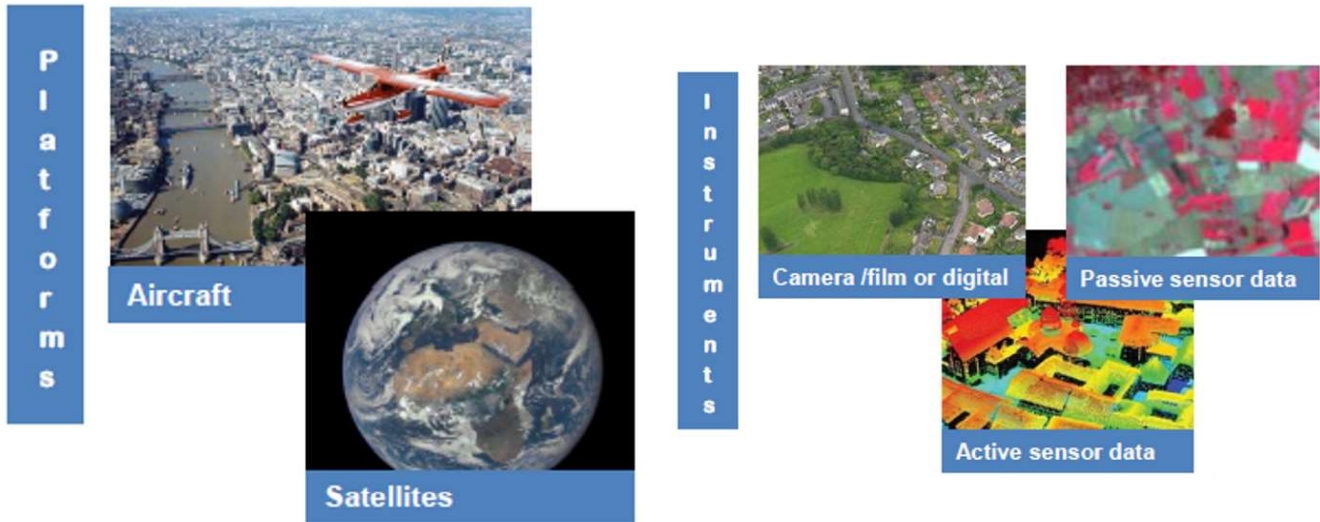 Platforms
Aircraft
Satellites
Instruments
Camera /film or digital
Passive sensor data
Active sensor data